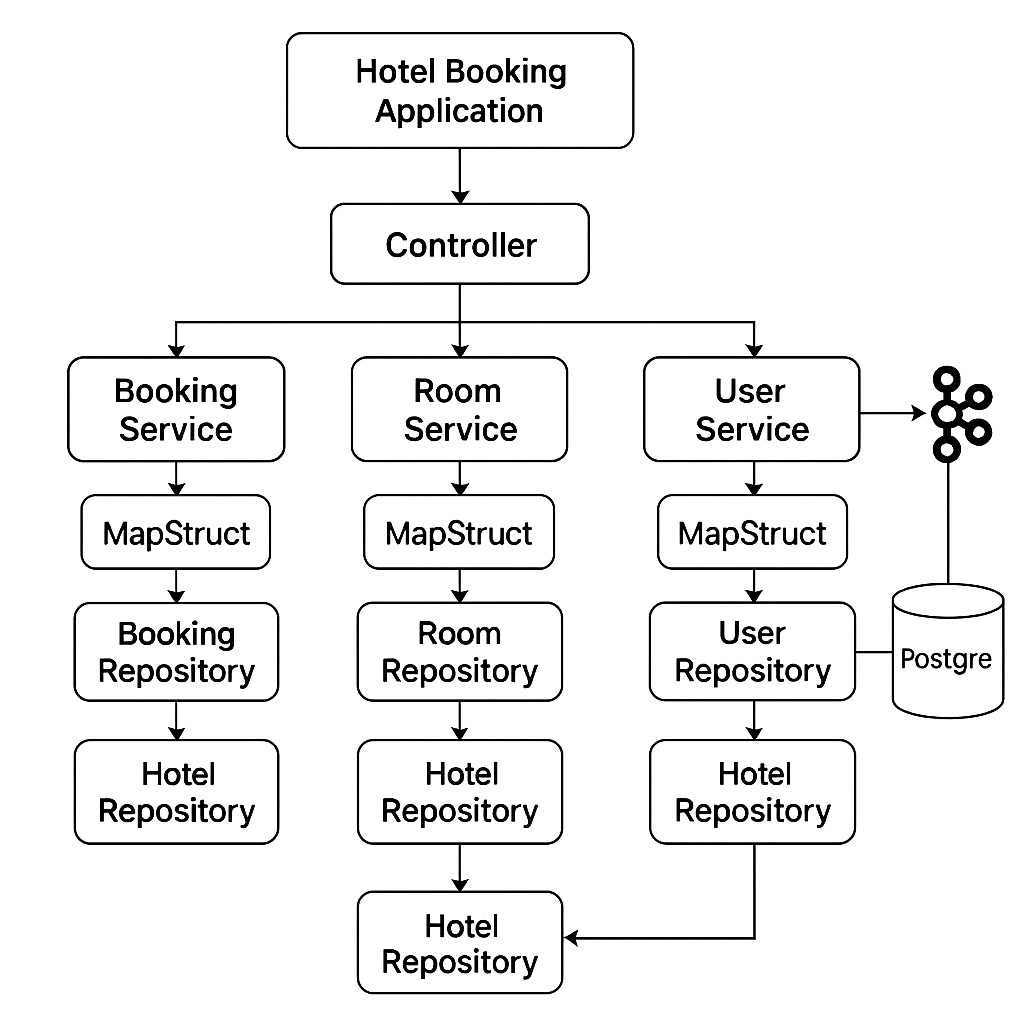 Hotel Booking
Application
Controller
Booking
Service
Room
Service
User
Service
MapStruct
MapStruct
MapStruct
Booking
Repository
Room
Repository
User
Repository
Postgre
Hotel
Repository
Hotel
Repository
Hotel
Repository
Hotel
Repository